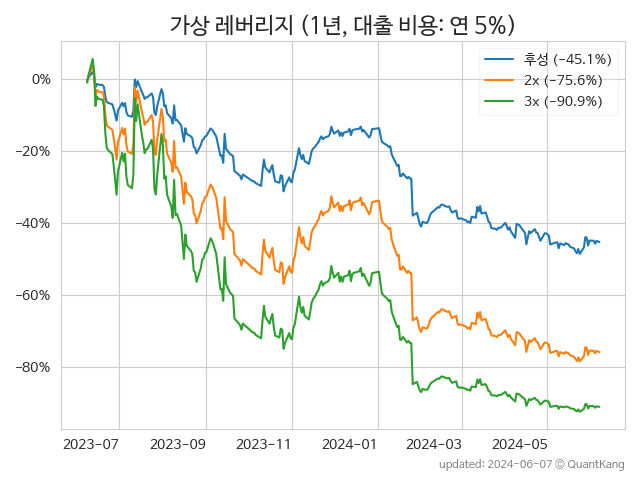 가상 레버리지 (1년, 대출 비용: 연 5%)
후성 (−45.1%)
2x (−75.6%)
3x (−90.9%)
0%
−20%
−40%
−60%
−80%
2023-07 2023-09 2023-11 2024-01 2024-03 2024-05
updated: 2024-06-07 © QuantKang